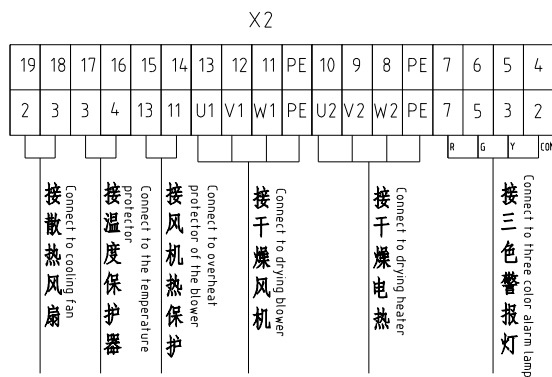 X2
19 18 17 16 15 14 13 12 11 PE 10 9 8 PE 7 6 5 4
2 3 3 4 13 11 U1 V1 W1 PE U2 V2 W2 PE 7 5 3 2
R G Y COM
接散热风扇
Connect to cooling fan
接温度保护器
Connect to the temperature
protector
接风机热保护
Connect to overheat
protector of the blower
接干燥风机
Connect to drying blower
接干燥电热
Connect to drying heater
接三色警报灯
Connect to three color alarm lamp